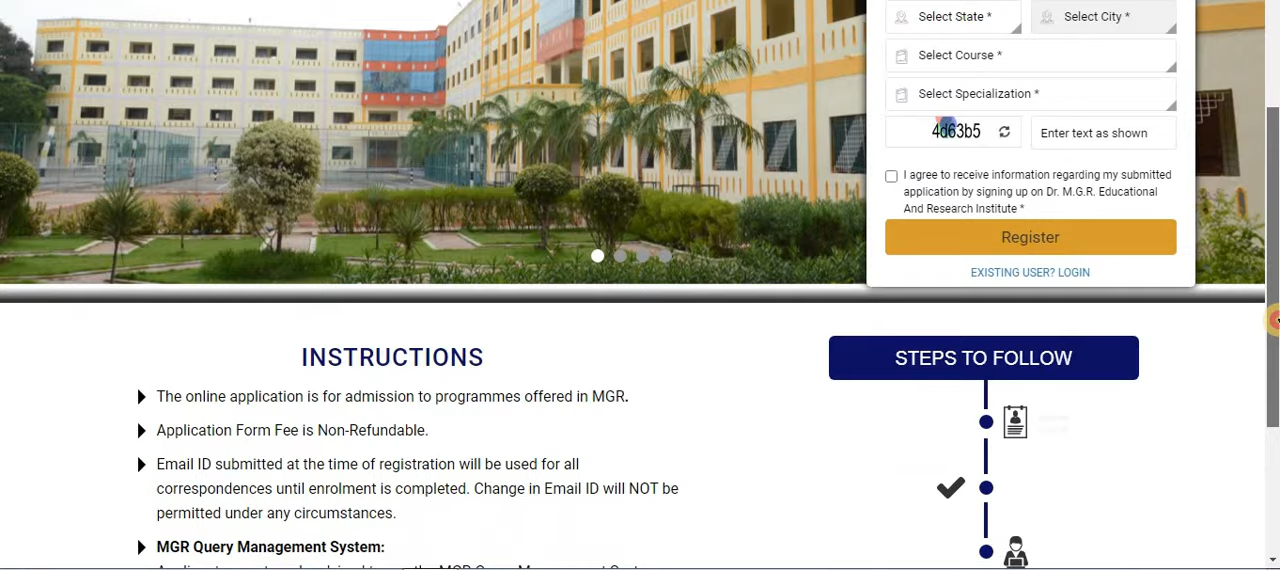 Select State *
Select City *
Select Course *
Select Specialization *
4d63b5
Enter text as shown
I agree to receive information regarding my submitted
application by signing up on Dr. M.G.R. Educational
And Research Institute *
Register
EXISTING USER? LOGIN
INSTRUCTIONS
The online application is for admission to programmes offered in MGR.
Application Form Fee is Non-Refundable.
Email ID submitted at the time of registration will be used for all
correspondences until enrolment is completed. Change in Email ID will NOT be
permitted under any circumstances.
MGR Query Management System:
STEPS TO FOLLOW